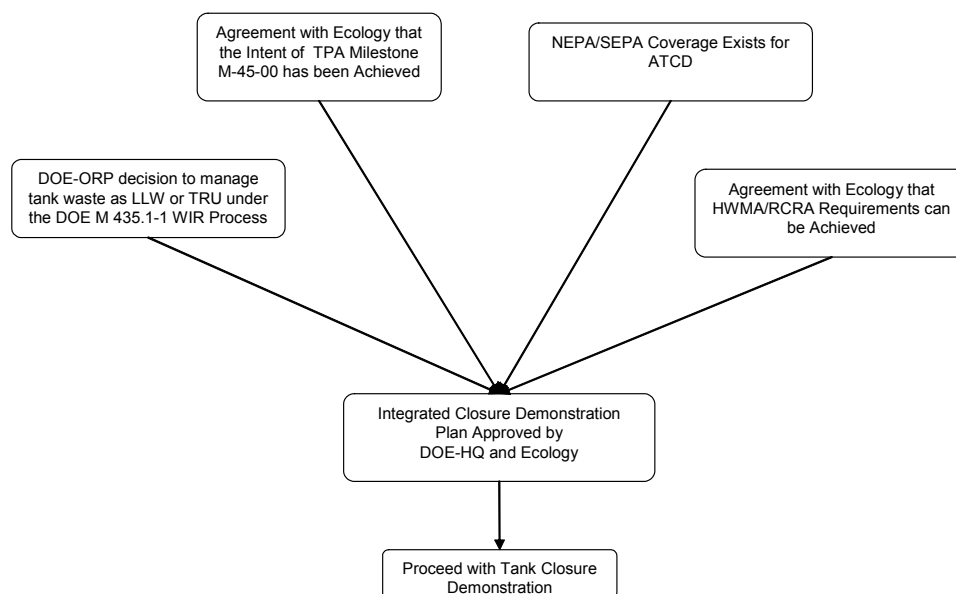 Agreement with Ecology that
the Intent of TPA Milestone
M-45-00 has been Achieved
NEPA/SEPA Coverage Exists for
ATCD
DOE-ORP decision to manage
tank waste as LLW or TRU under
the DOE M 435.1-1 WIR Process
Agreement with Ecology that
HWMA/RCRA Requirements can
be Achieved
Integrated Closure Demonstration
Plan Approved by
DOE-HQ and Ecology
Proceed with Tank Closure
Demonstration